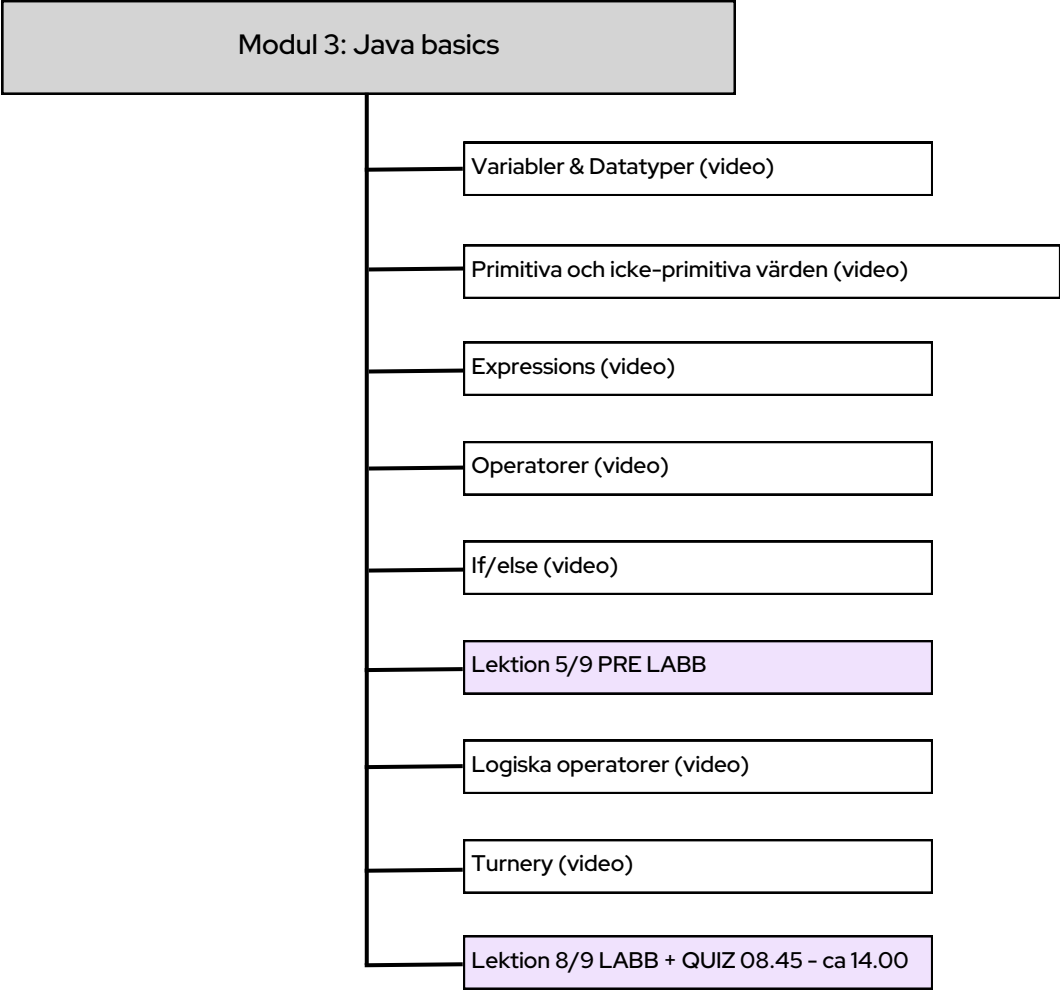 Modul 3: Java basics
Variabler & Datatyper (video)
Primitiva och icke-primitiva värden (video)
Expressions (video)
Operatorer (video)
If/else (video)
Lektion 5/9 PRE LABB
Logiska operatorer (video)
Turnery (video)
Lektion 8/9 LABB + QUIZ 08.45 - ca 14.00